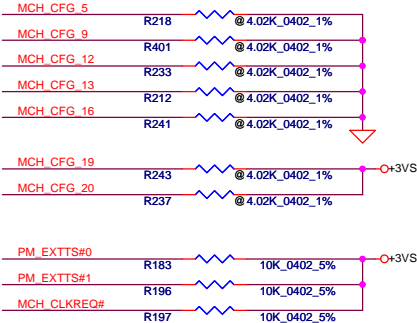 MCH_CFG_5
R218 @ 4.02K_0402_1%
MCH_CFG_9
R401 @ 4.02K_0402_1%
MCH_CFG_12
R233 @ 4.02K_0402_1%
MCH_CFG_13
R212 @ 4.02K_0402_1%
MCH_CFG_16
R241 @ 4.02K_0402_1%
MCH_CFG_19 +3VS
R243 @ 4.02K_0402_1%
MCH_CFG_20
R237 @ 4.02K_0402_1%
PM_EXTTS#0 +3VS
R183 10K_0402_5%
PM_EXTTS#1
R196 10K_0402_5%
MCH_CLKREQ#
R197 10K_0402_5%